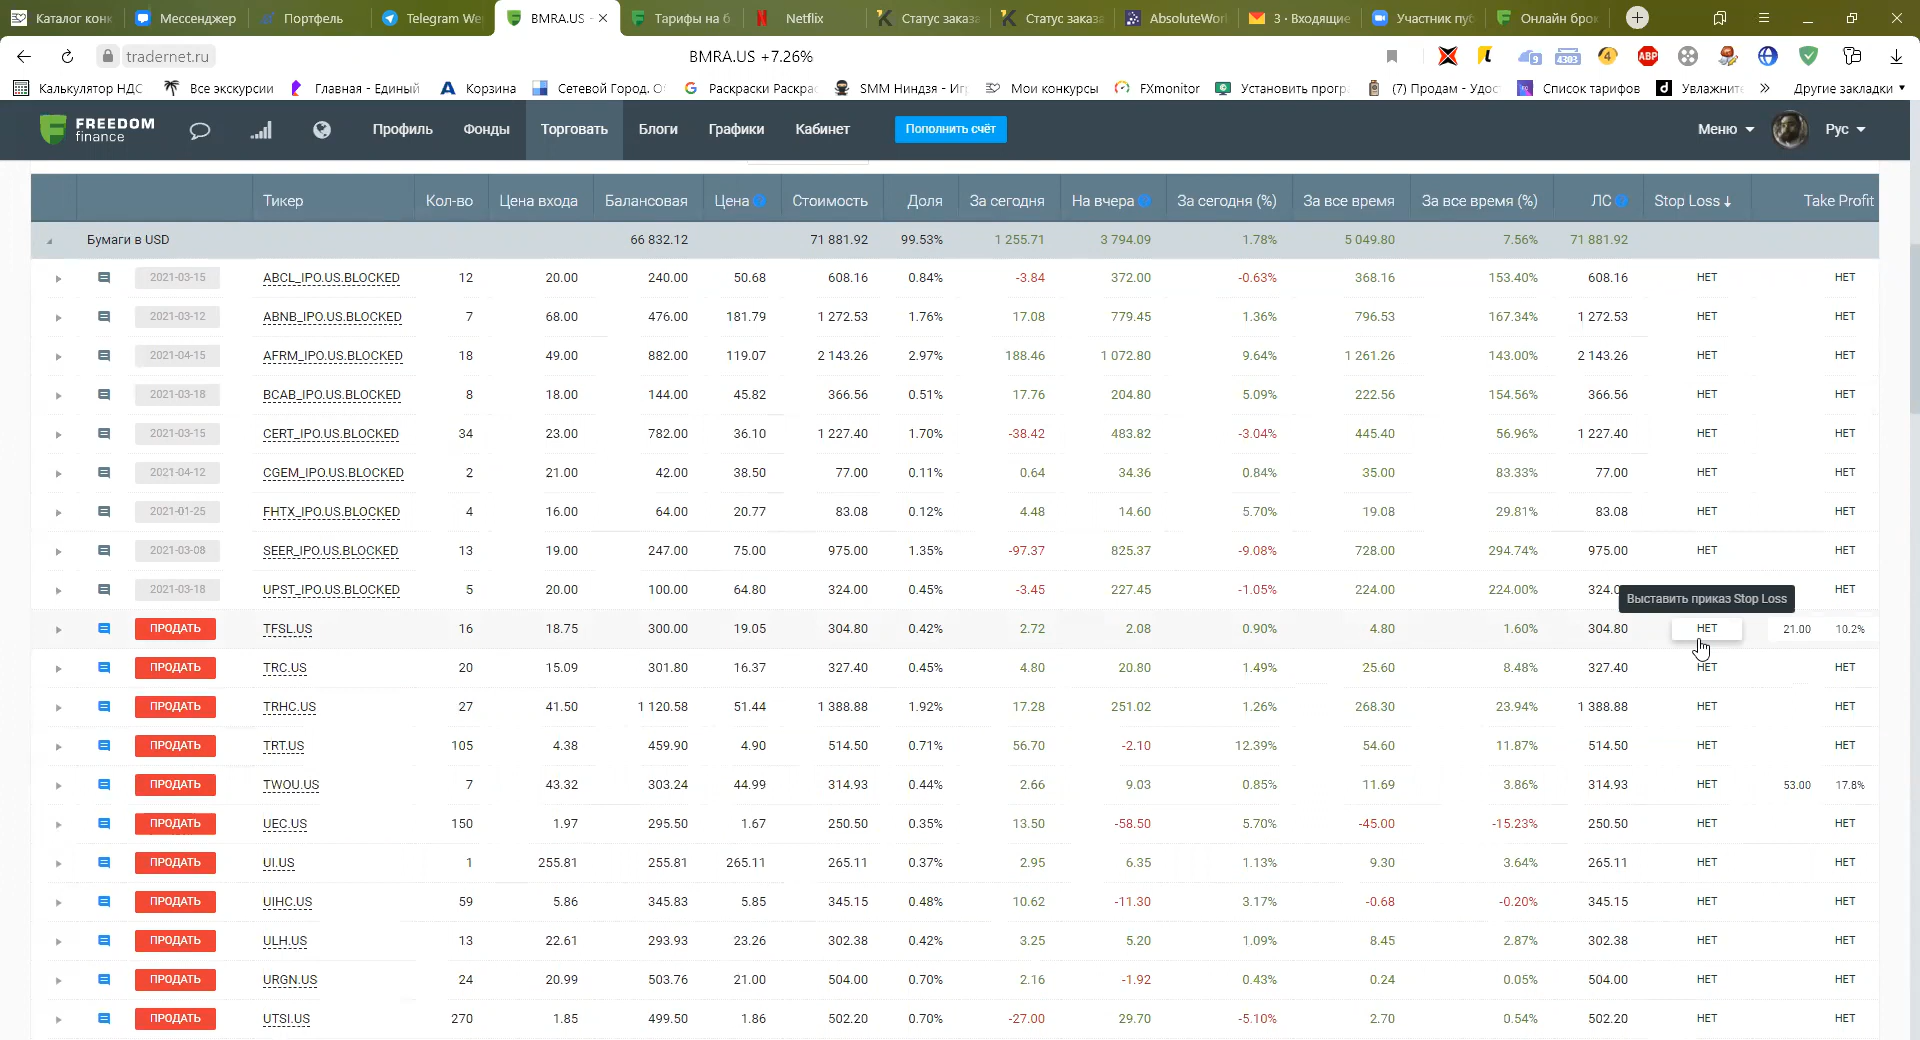 Каталог конк Мессенджер Портфель Telegram We BMRA.US - Тарифы на б Netflix Статус заказа Статус заказа AbsoluteWor 3 · Входящие Участник пуб Онлайн брок
tradernet.ru BMRA.US +7.26% 9 4303 4 ABP
Калькулятор НДС Все экскурсии Главная - Единый Корзина Сетевой Город. О Раскраски Раскрас SMM Ниндзя - Иг Мои конкурсы FXmonitor Установить прогр (7) Продам - Удос Список тарифов Увлажните Другие закладки
FREEDOM finance Профиль Фонды Торговать Блоги Графики Кабинет Пополнить счёт Меню Рус
Тикер Кол-во Цена входа Балансовая Цена Стоимость Доля За сегодня На вчера За сегодня (%) За все время За все время (%) ЛС Stop Loss↓ Take Profit
Бумаги в USD 66 832.12 71 881.92 99.53% 1 255.71 3 794.09 1.78% 5 049.80 7.56% 71 881.92
2021-03-15 ABCL_IPO.US.BLOCKED 12 20.00 240.00 50.68 608.16 0.84% -3.84 372.00 -0.63% 368.16 153.40% 608.16 НЕТ НЕТ
2021-03-12 ABNB_IPO.US.BLOCKED 7 68.00 476.00 181.79 1 272.53 1.76% 17.08 779.45 1.36% 796.53 167.34% 1 272.53 НЕТ НЕТ
2021-04-15 AFRM_IPO.US.BLOCKED 18 49.00 882.00 119.07 2 143.26 2.97% 188.46 1 072.80 9.64% 1 261.26 143.00% 2 143.26 НЕТ НЕТ
2021-03-18 BCAB_IPO.US.BLOCKED 8 18.00 144.00 45.82 366.56 0.51% 17.76 204.80 5.09% 222.56 154.56% 366.56 НЕТ НЕТ
2021-03-15 CERT_IPO.US.BLOCKED 34 23.00 782.00 36.10 1 227.40 1.70% -38.42 483.82 -3.04% 445.40 56.96% 1 227.40 НЕТ НЕТ
2021-04-12 CGEM_IPO.US.BLOCKED 2 21.00 42.00 38.50 77.00 0.11% 0.64 34.36 0.84% 35.00 83.33% 77.00 НЕТ НЕТ
2021-01-25 FHTX_IPO.US.BLOCKED 4 16.00 64.00 20.77 83.08 0.12% 4.48 14.60 5.70% 19.08 29.81% 83.08 НЕТ НЕТ
2021-03-08 SEER_IPO.US.BLOCKED 13 19.00 247.00 75.00 975.00 1.35% -97.37 825.37 -9.08% 728.00 294.74% 975.00 НЕТ НЕТ
2021-03-18 UPST_IPO.US.BLOCKED 5 20.00 100.00 64.80 324.00 0.45% -3.45 227.45 -1.05% 224.00 224.00% 324.0 НЕТ
Выставить приказ Stop Loss
ПРОДАТЬ TFSL.US 16 18.75 300.00 19.05 304.80 0.42% 2.72 2.08 0.90% 4.80 1.60% 304.80 НЕТ 21.00 10.2%
ПРОДАТЬ TRC.US 20 15.09 301.80 16.37 327.40 0.45% 4.80 20.80 1.49% 25.60 8.48% 327.40 НЕТ НЕТ
ПРОДАТЬ TRHC.US 27 41.50 1 120.58 51.44 1 388.88 1.92% 17.28 251.02 1.26% 268.30 23.94% 1 388.88 НЕТ НЕТ
ПРОДАТЬ TRT.US 105 4.38 459.90 4.90 514.50 0.71% 56.70 -2.10 12.39% 54.60 11.87% 514.50 НЕТ НЕТ
ПРОДАТЬ TWOU.US 7 43.32 303.24 44.99 314.93 0.44% 2.66 9.03 0.85% 11.69 3.86% 314.93 НЕТ 53.00 17.8%
ПРОДАТЬ UEC.US 150 1.97 295.50 1.67 250.50 0.35% 13.50 -58.50 5.70% -45.00 -15.23% 250.50 НЕТ НЕТ
ПРОДАТЬ UI.US 1 255.81 255.81 265.11 265.11 0.37% 2.95 6.35 1.13% 9.30 3.64% 265.11 НЕТ НЕТ
ПРОДАТЬ UIHC.US 59 5.86 345.83 5.85 345.15 0.48% 10.62 -11.30 3.17% -0.68 -0.20% 345.15 НЕТ НЕТ
ПРОДАТЬ ULH.US 13 22.61 293.93 23.26 302.38 0.42% 3.25 5.20 1.09% 8.45 2.87% 302.38 НЕТ НЕТ
ПРОДАТЬ URGN.US 24 20.99 503.76 21.00 504.00 0.70% 2.16 -1.92 0.43% 0.24 0.05% 504.00 НЕТ НЕТ
ПРОДАТЬ UTSI.US 270 1.85 499.50 1.86 502.20 0.70% -27.00 29.70 -5.10% 2.70 0.54% 502.20 НЕТ НЕТ